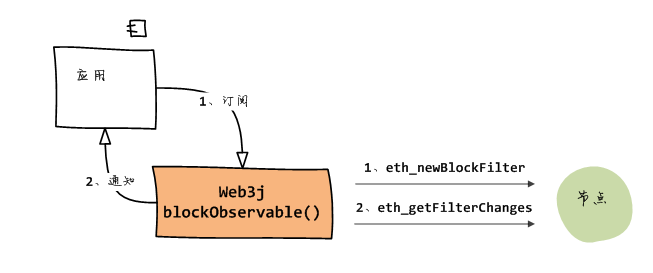 应用
1、订阅
2、通知
Web3j
blockObservable()
1、eth_newBlockFilter
2、eth_getFilterChanges
节点